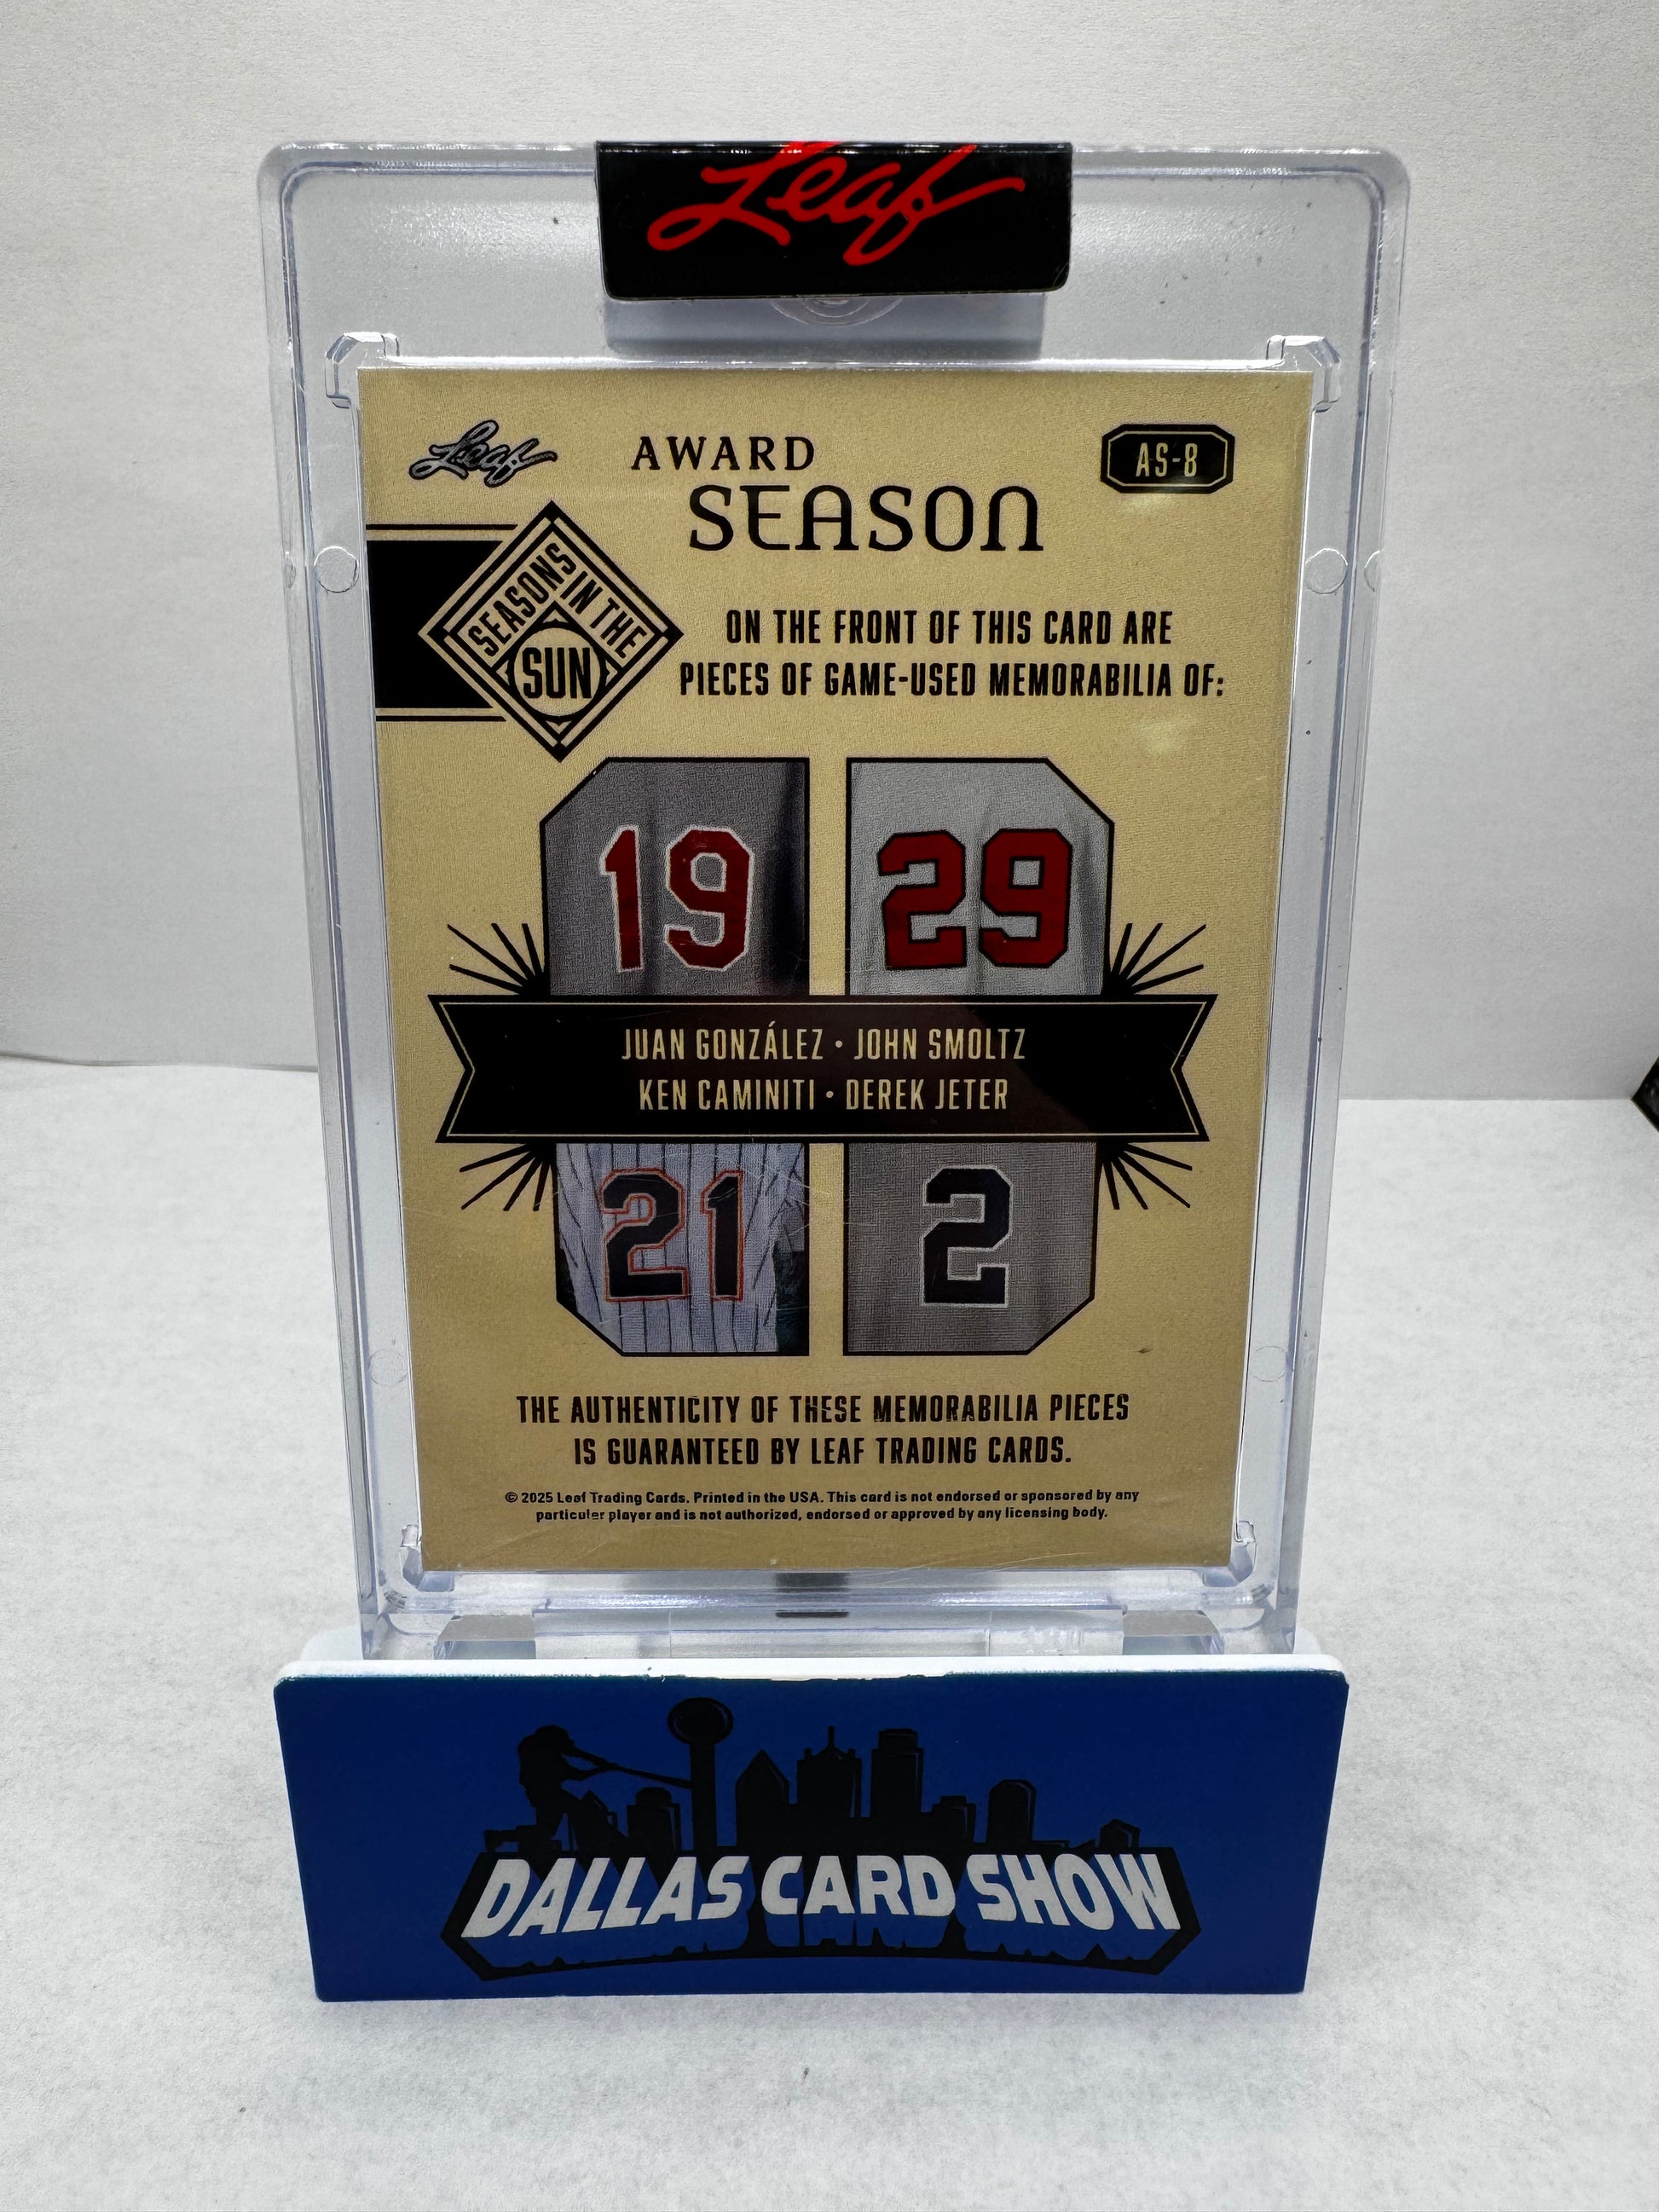 Leaf
Leaf
AWARD
SEASON
AS-8
SEASONS IN THE
SUN
ON THE FRONT OF THIS CARD ARE
PIECES OF GAME-USED MEMORABILIA OF:
19
29
JUAN GONZÁLEZ • JOHN SMOLTZ
KEN CAMINITI • DEREK JETER
21
2
THE AUTHENTICITY OF THESE MEMORABILIA PIECES
IS GUARANTEED BY LEAF TRADING CARDS.
© 2025 Leaf Trading Cards. Printed in the USA. This card is not endorsed or sponsored by any
particular player and is not authorized, endorsed or approved by any licensing body.
DALLAS CARD SHOW